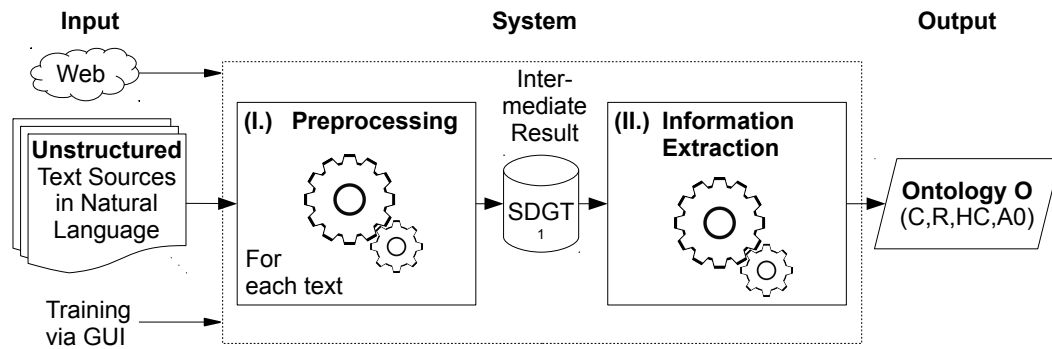 Input
System
Output
Web
Unstructured
Text Sources
in Natural
Language
Training
via GUI
(I.) Preprocessing
For
each text
Inter-
mediate
Result
SDGT
1
(II.) Information
Extraction
Ontology O
(C,R,HC,A0)